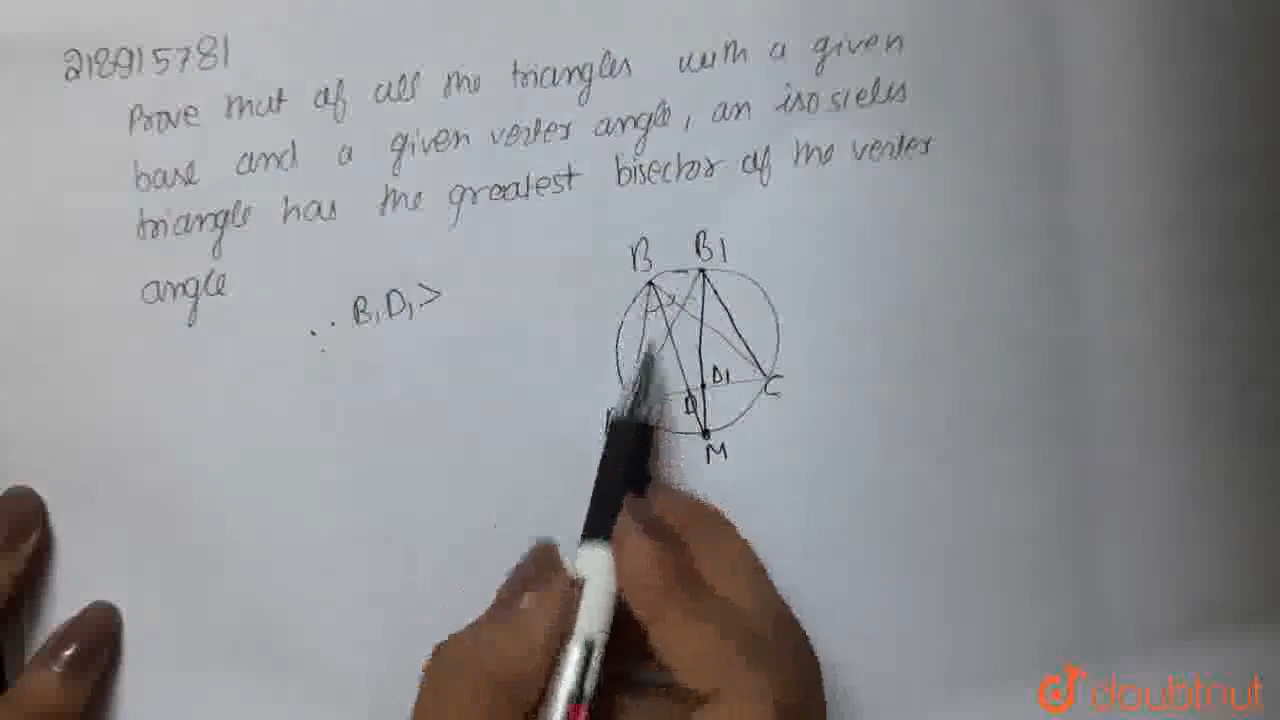 218915781
Prove that of all the triangles with a given
base and a given vertex angle, an isosieles
triangle has the greatest bisector of the vertex
angle
∴ B₁D₁ >
B B1
D D1 C
M
doubtnut